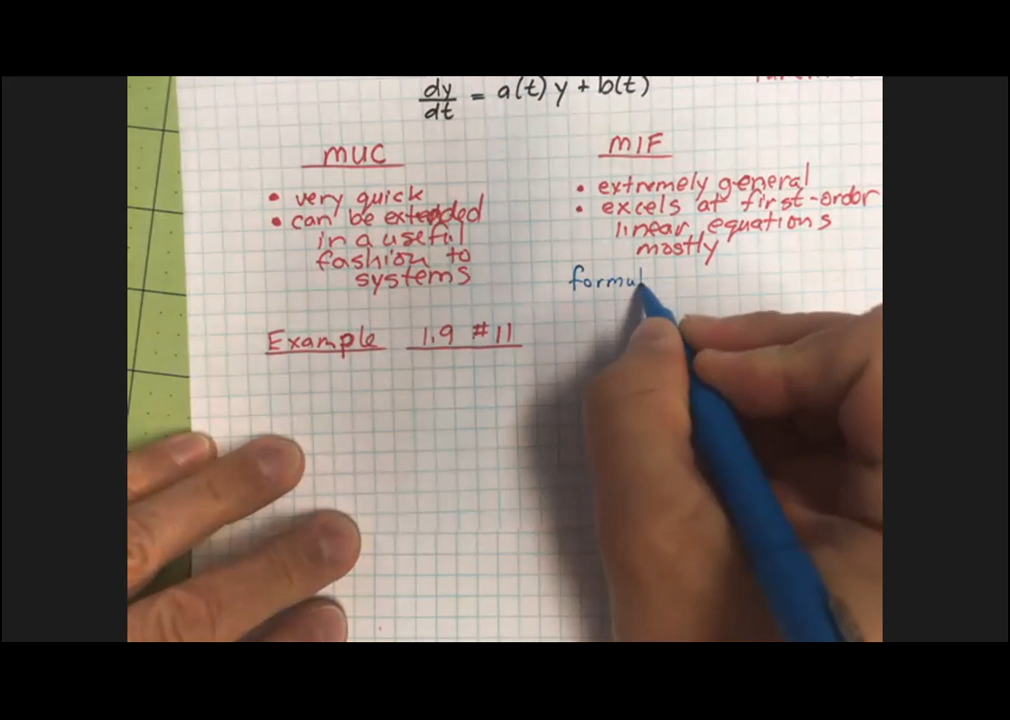 dy/dt = a(t) y + b(t)
MUC
• very quick
• can be extended
in a useful
fashion to
systems
MIF
• extremely general
• excels at first-ordor
linear equations
mostly
formul
Example 1.9 #11